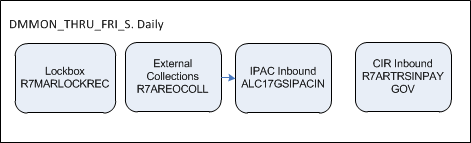 DMMON_THRU_FRI_S. Daily
Lockbox
R7MARLOCKREC
External
Collections
R7AREOCOLL
IPAC Inbound
ALC17GSIPACIN
CIR Inbound
R7ARTRSINPAY
GOV